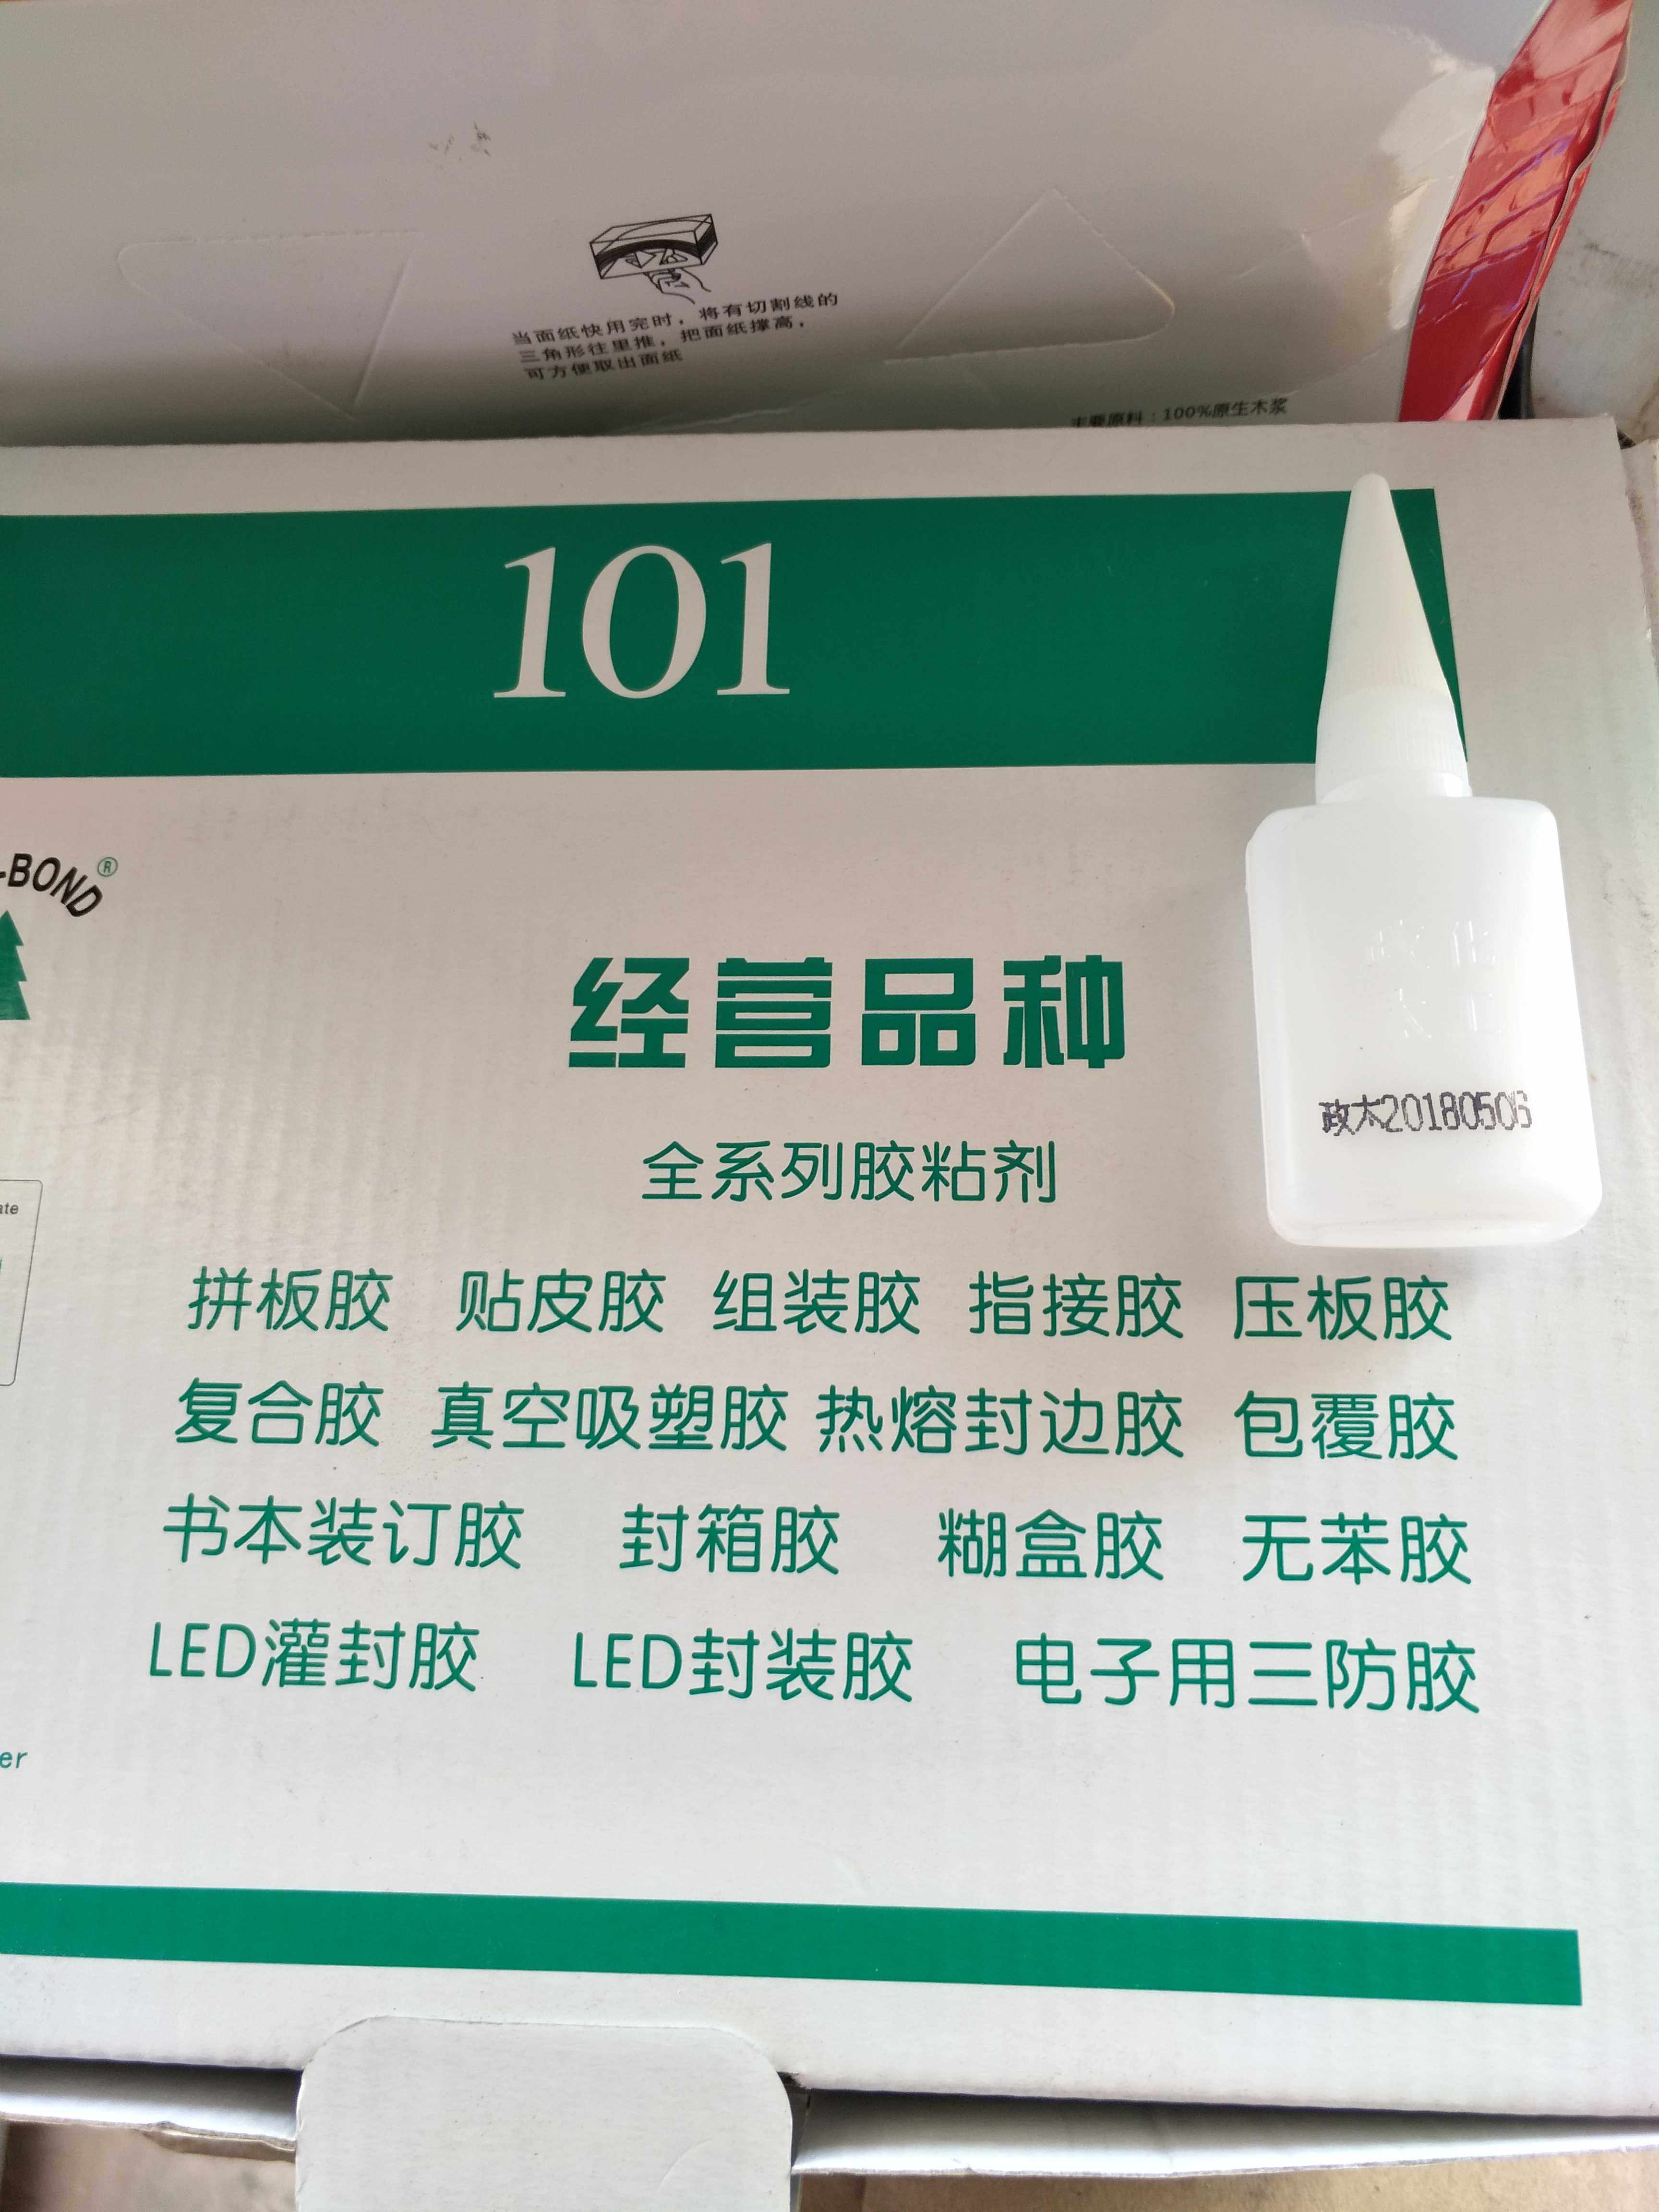 当面纸快用完时，将有切割线的
三角形往里推，把面纸撑高，
可方便取出面纸
主要原料：100%原生木浆
101
-BOND®
经营品种
全系列胶粘剂
拼板胶 贴皮胶 组装胶 指接胶 压板胶
复合胶 真空吸塑胶 热熔封边胶 包覆胶
书本装订胶 封箱胶 糊盒胶 无苯胶
LED灌封胶 LED封装胶 电子用三防胶
政太20180506
ate
er